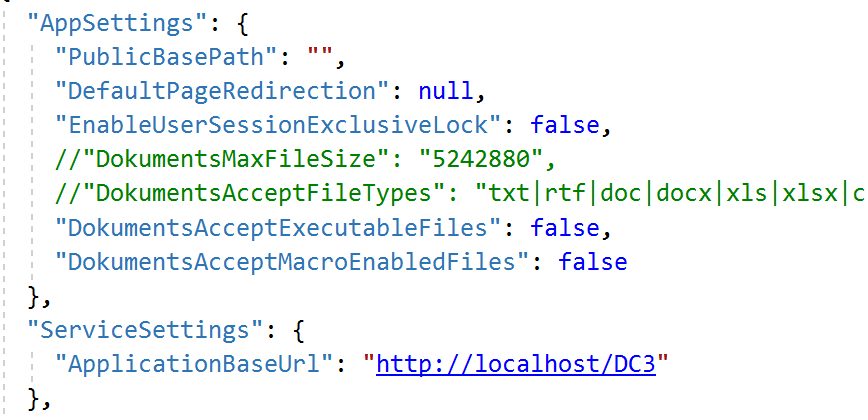 "AppSettings": {
"PublicBasePath": "",
"DefaultPageRedirection": null,
"EnableUserSessionExclusiveLock": false,
//"DokumentsMaxFileSize": "5242880",
//"DokumentsAcceptFileTypes": "txt|rtf|doc|docx|xls|xlsx|c
"DokumentsAcceptExecutableFiles": false,
"DokumentsAcceptMacroEnabledFiles": false
},
"ServiceSettings": {
"ApplicationBaseUrl": "http://localhost/DC3"
},